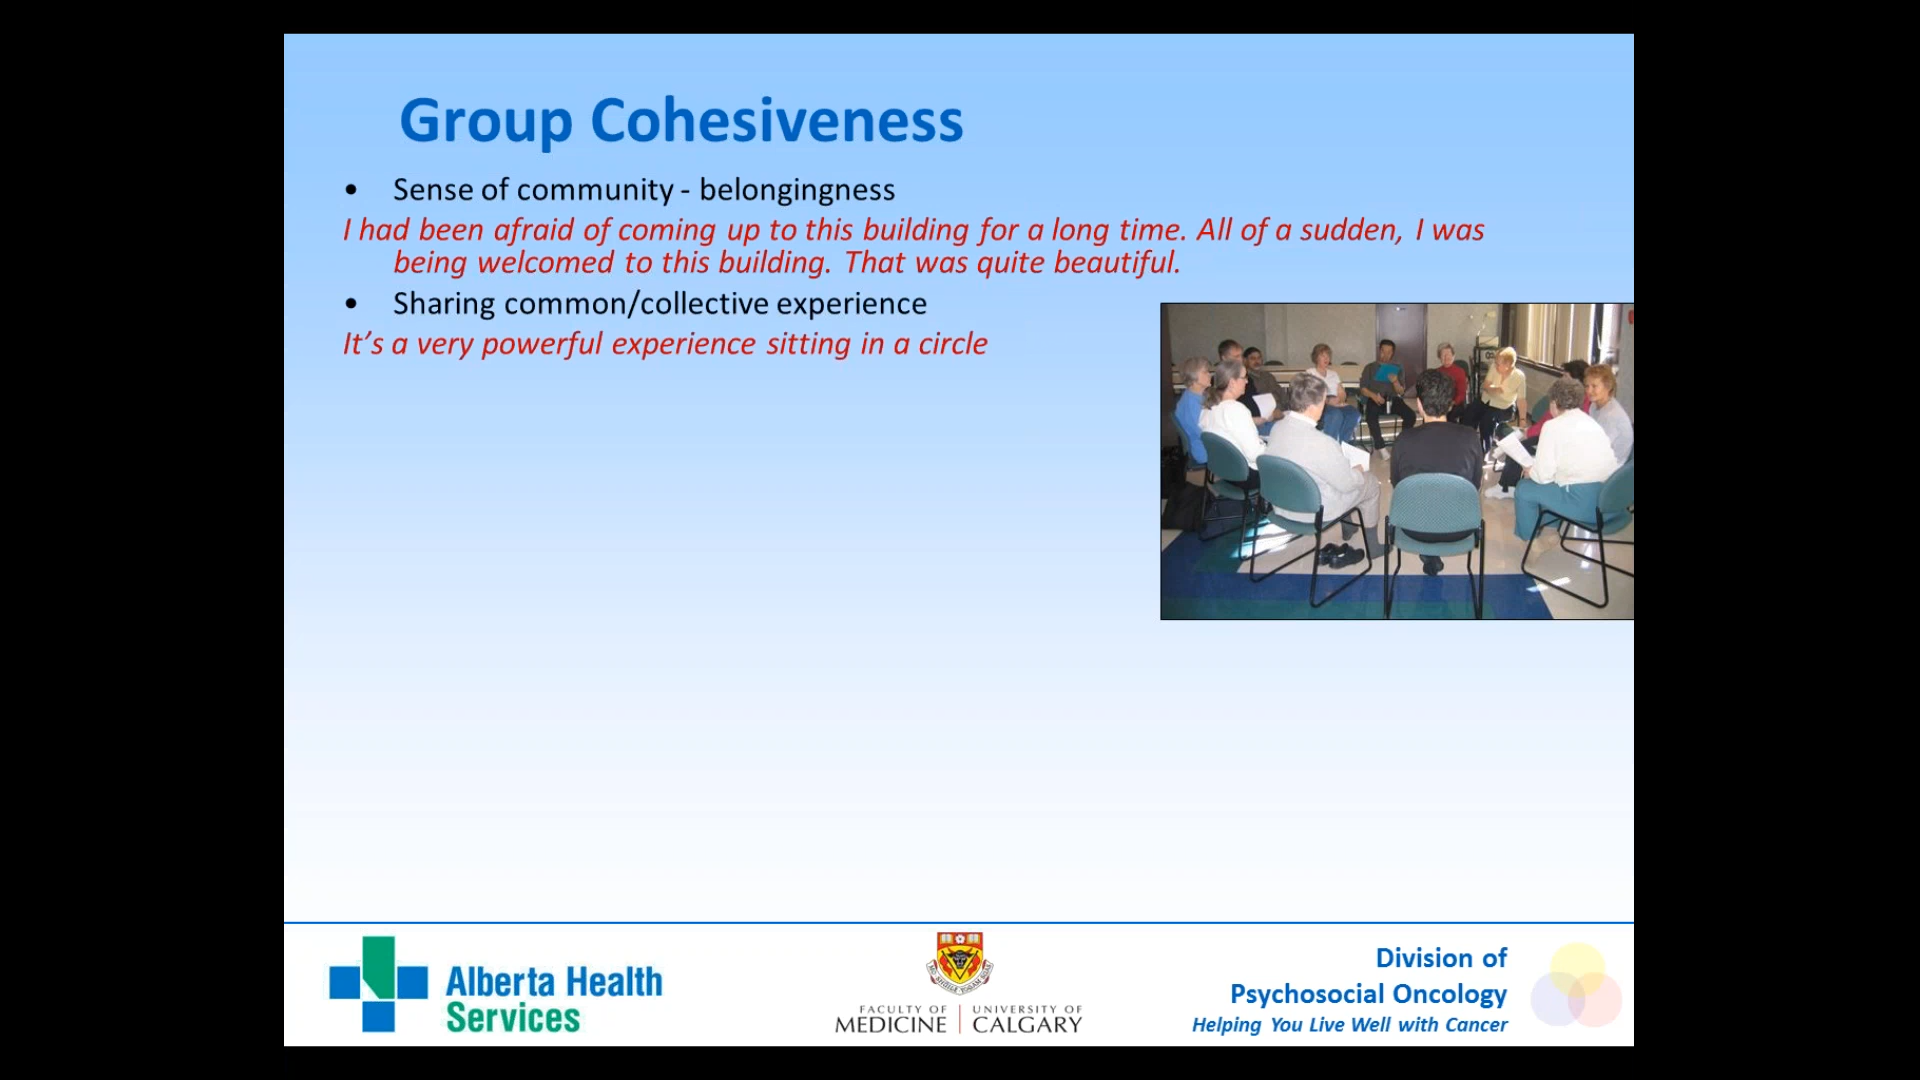 Group Cohesiveness
• Sense of community - belongingness
I had been afraid of coming up to this building for a long time. All of a sudden, I was
being welcomed to this building. That was quite beautiful.
• Sharing common/collective experience
It’s a very powerful experience sitting in a circle
Alberta Health
Services
FACULTY OF
MEDICINE
UNIVERSITY OF
CALGARY
Division of
Psychosocial Oncology
Helping You Live Well with Cancer